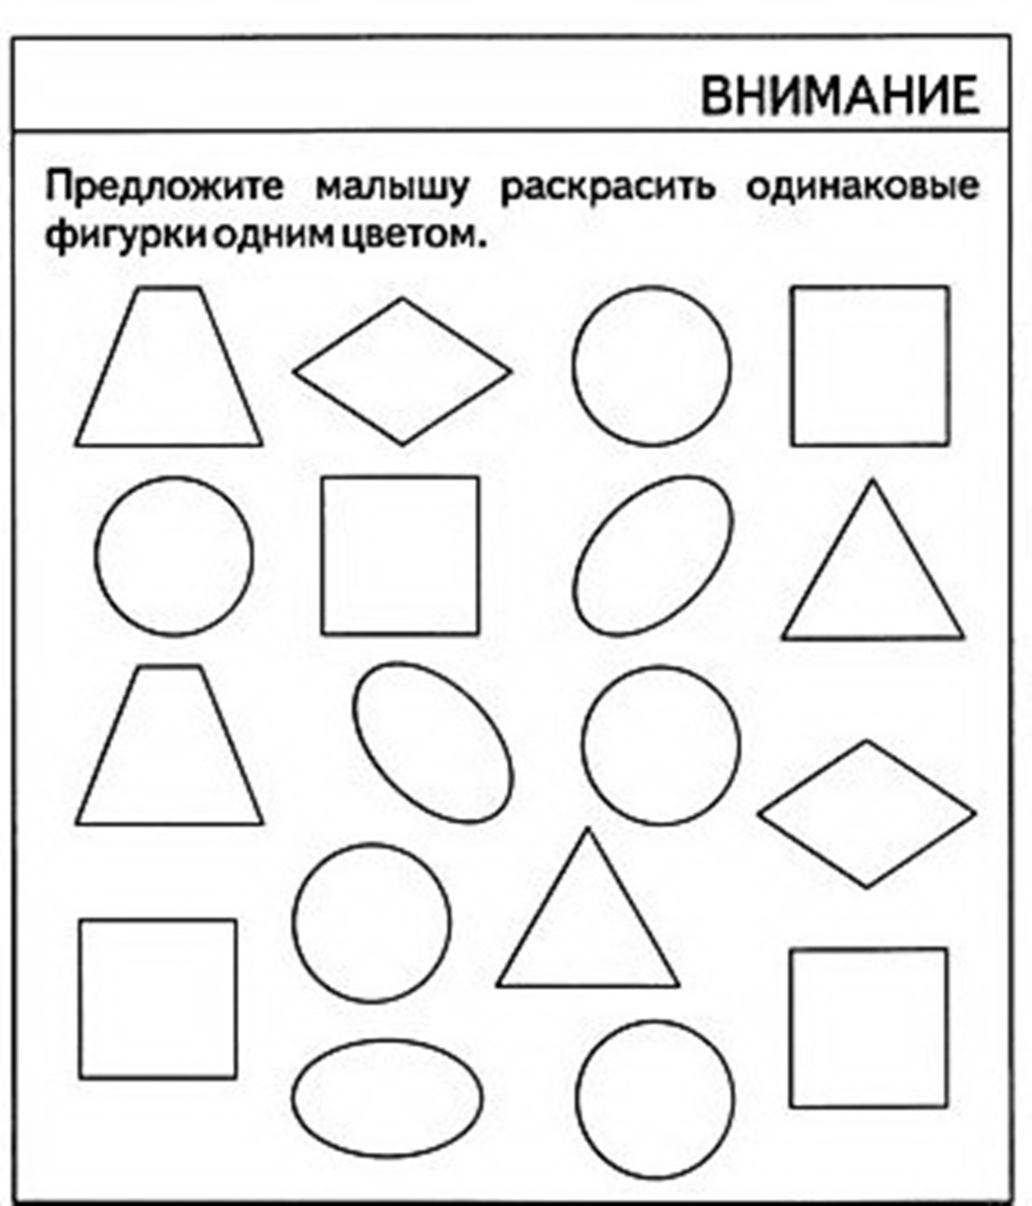 ВНИМАНИЕ
Предложите малышу раскрасить одинаковые
фигурки одним цветом.